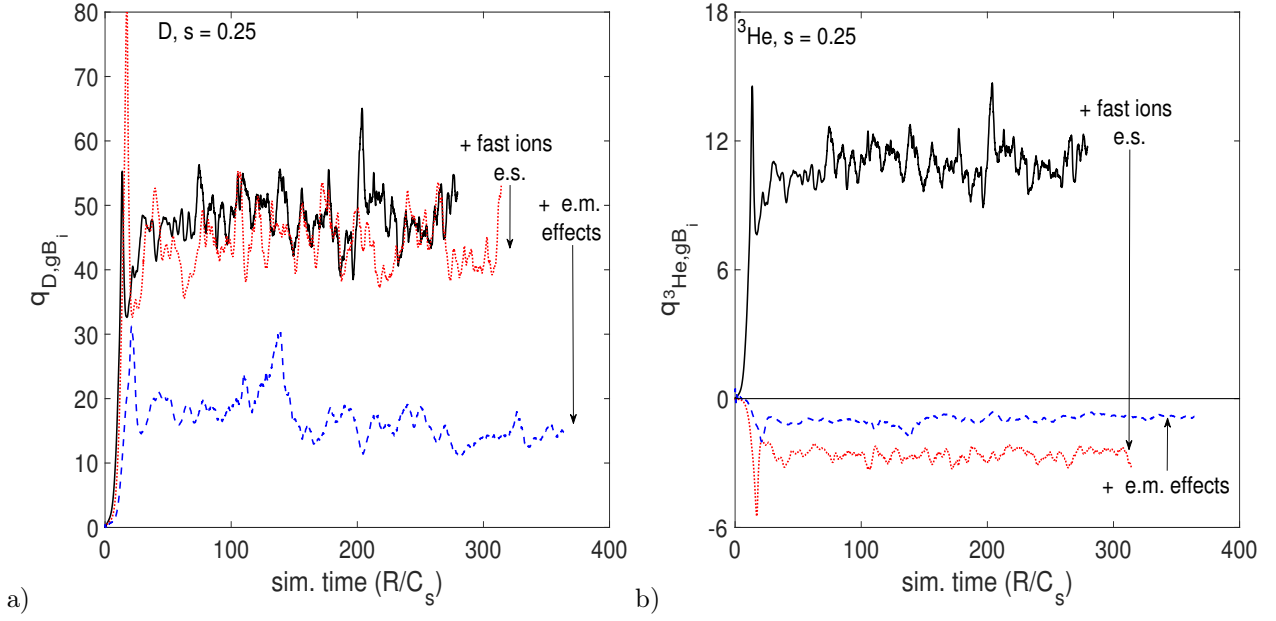 D, s = 0.25
80
70
60
50
40
30
20
10
0
q_D,gB_i
+ fast ions
e.s.
+ e.m.
effects
0 100 200 300 400
sim. time (R/C_s)
a)
³He, s = 0.25
18
12
6
0
-6
q_³He,gB_i
+ fast ions
e.s.
+ e.m. effects
0 100 200 300 400
sim. time (R/C_s)
b)